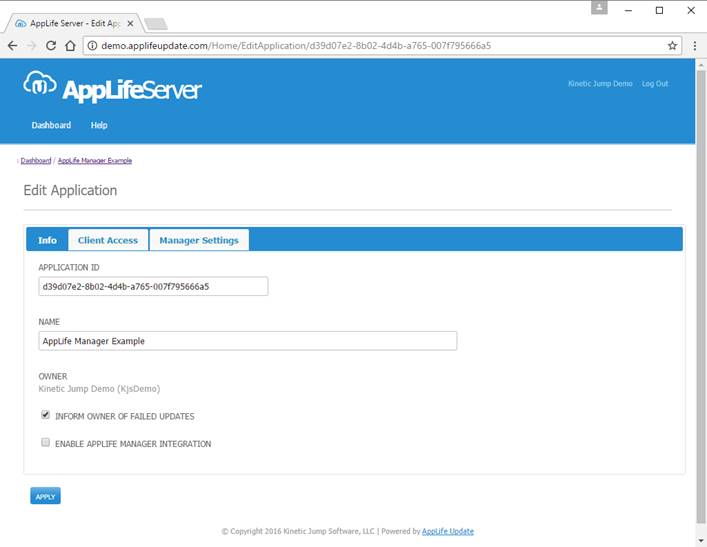 AppLife Server - Edit App
demo.applifeupdate.com/Home/EditApplication/d39d07e2-8b02-4d4b-a765-007f795666a5
AppLifeServer
Kinetic Jump Demo Log Out
Dashboard Help
: Dashboard / AppLife Manager Example
Edit Application
Info Client Access Manager Settings
APPLICATION ID
d39d07e2-8b02-4d4b-a765-007f795666a5
NAME
AppLife Manager Example
OWNER
Kinetic Jump Demo (KjsDemo)
INFORM OWNER OF FAILED UPDATES
ENABLE APPLIFE MANAGER INTEGRATION
APPLY
© Copyright 2016 Kinetic Jump Software, LLC | Powered by AppLife Update